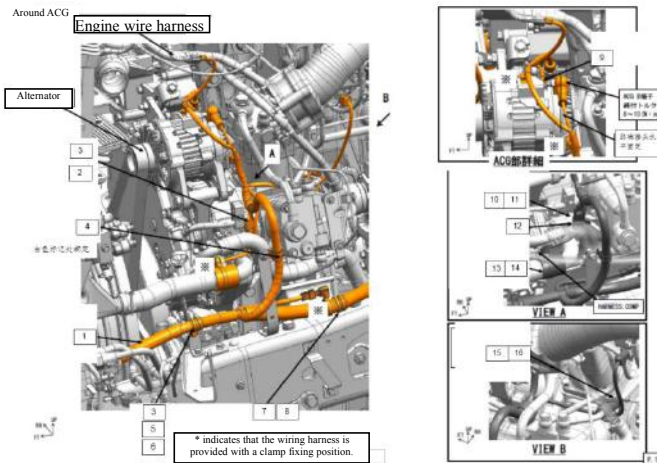 Around ACG
Engine wire harness
Alternator
B
A
3
2
4
※
※
1
3
5
6
7 8
* indicates that the wiring harness is
provided with a clamp fixing position.
9
※
※
ACG部詳細
10 11
12
13 14
HARNESS.COMP
VIEW A
15 16
VIEW B